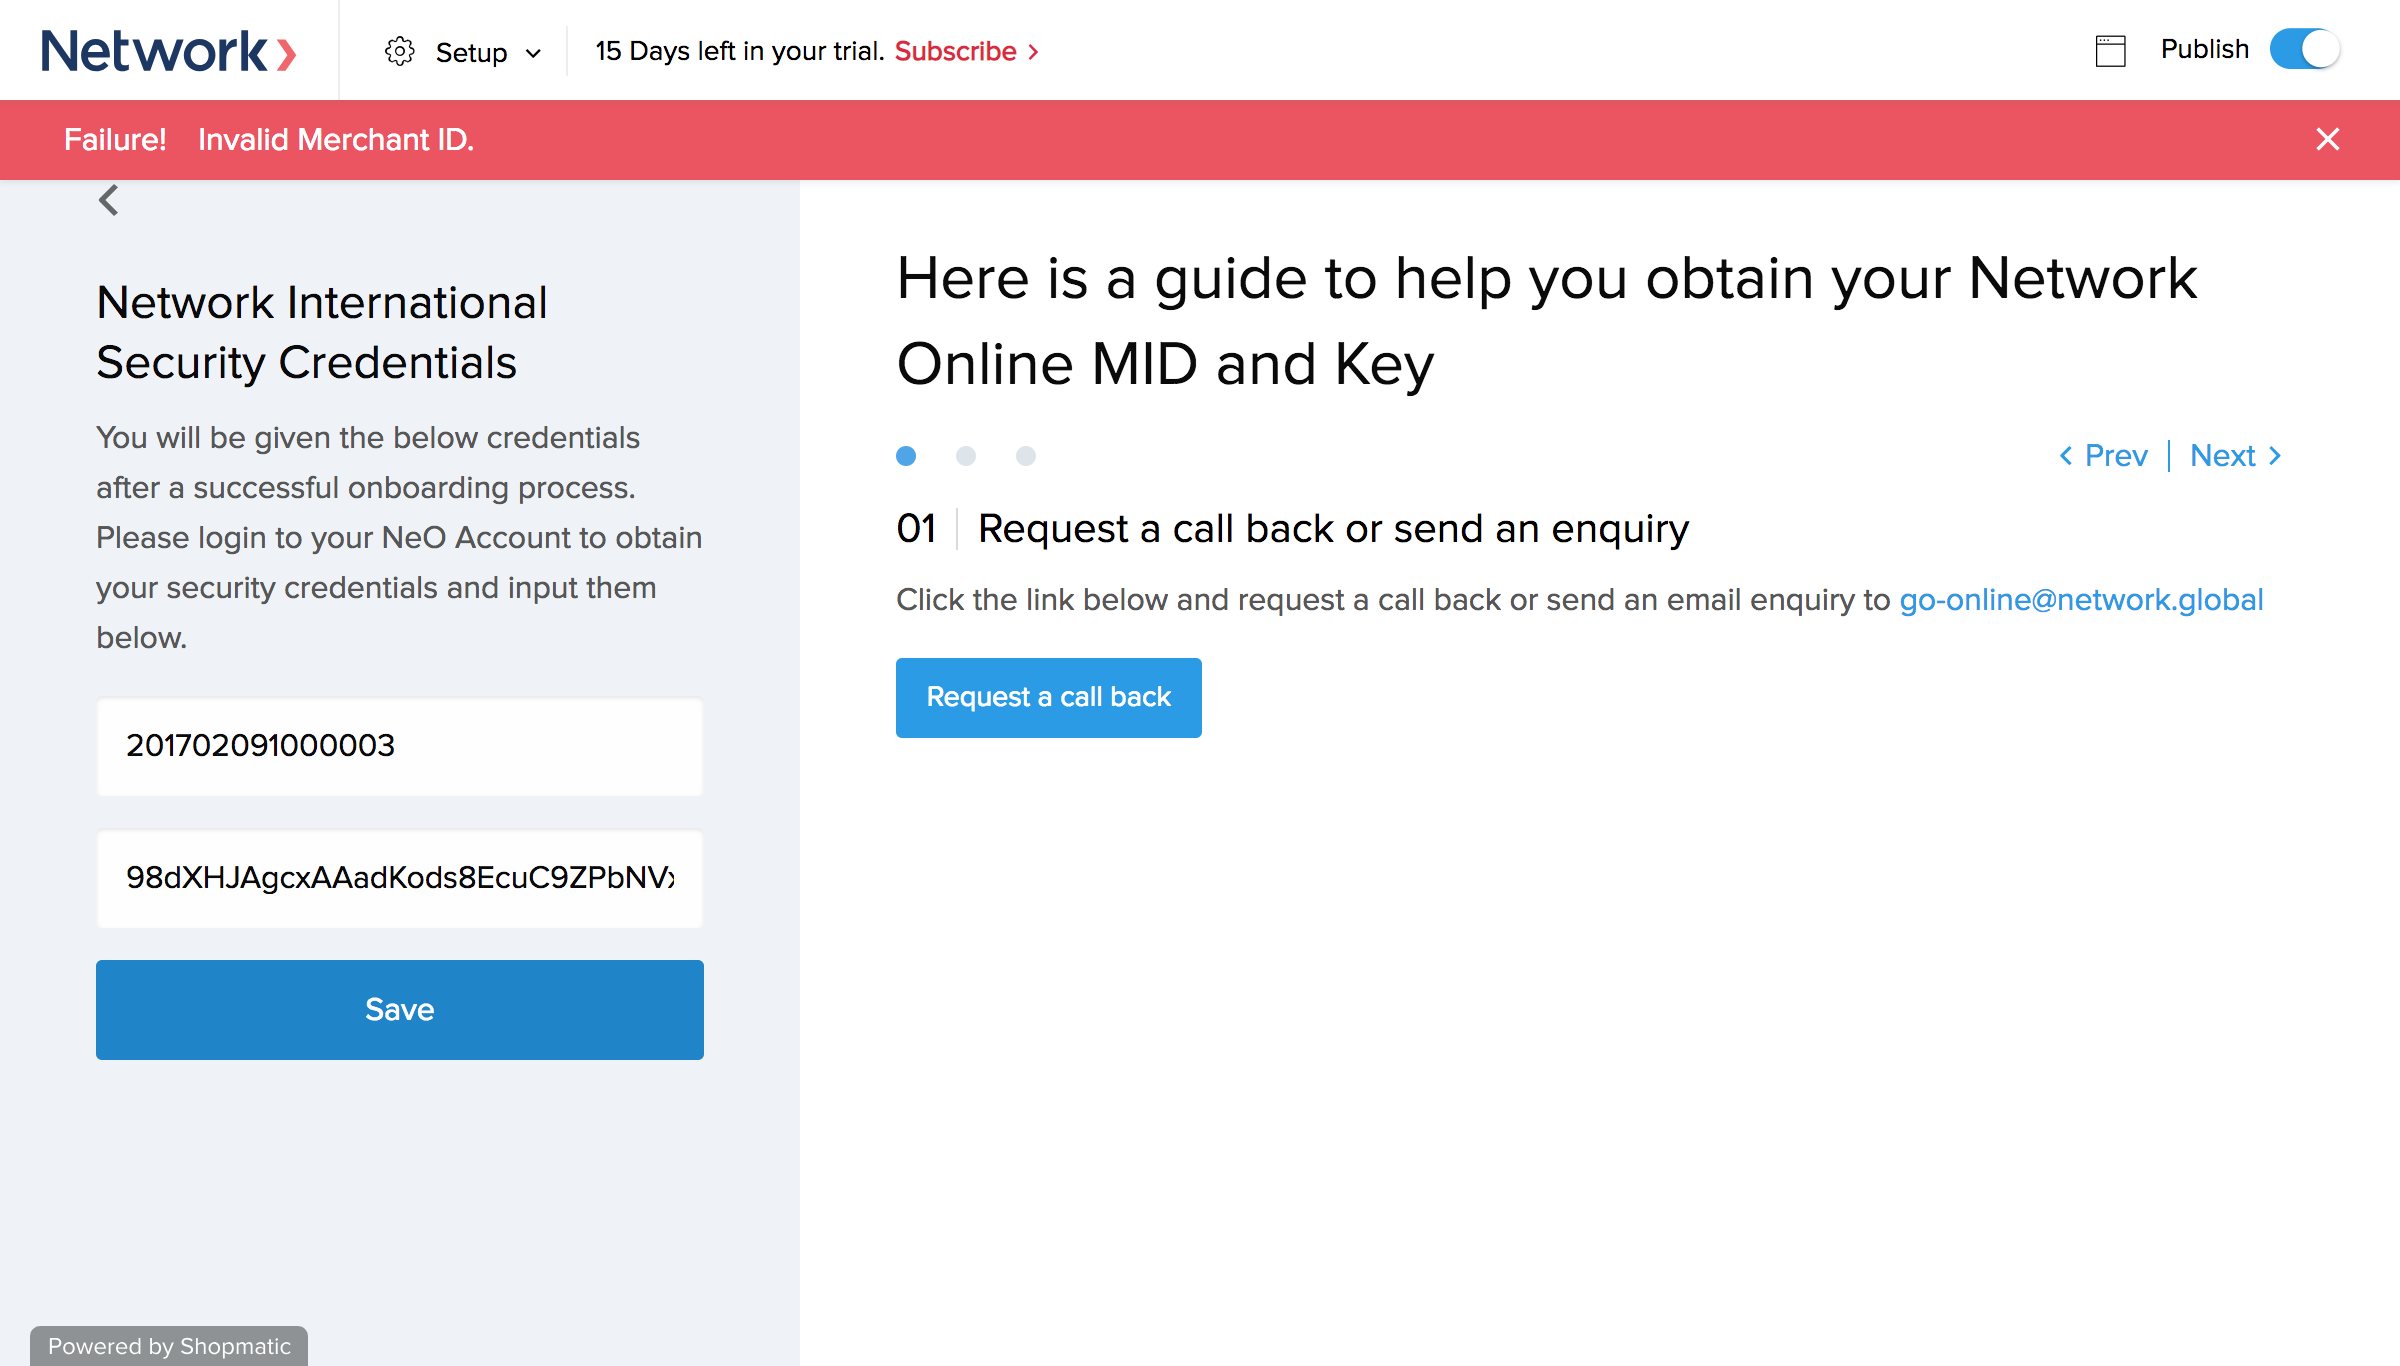 Network
Setup
15 Days left in your trial. Subscribe
Publish
Failure! Invalid Merchant ID.
Network International
Security Credentials
You will be given the below credentials
after a successful onboarding process.
Please login to your NeO Account to obtain
your security credentials and input them
below.
201702091000003
98dXHJAgcxAAadKods8EcuC9ZPbNVx
Save
Here is a guide to help you obtain your Network
Online MID and Key
Prev | Next
01 | Request a call back or send an enquiry
Click the link below and request a call back or send an email enquiry to go-online@network.global
Request a call back
Powered by Shopmatic